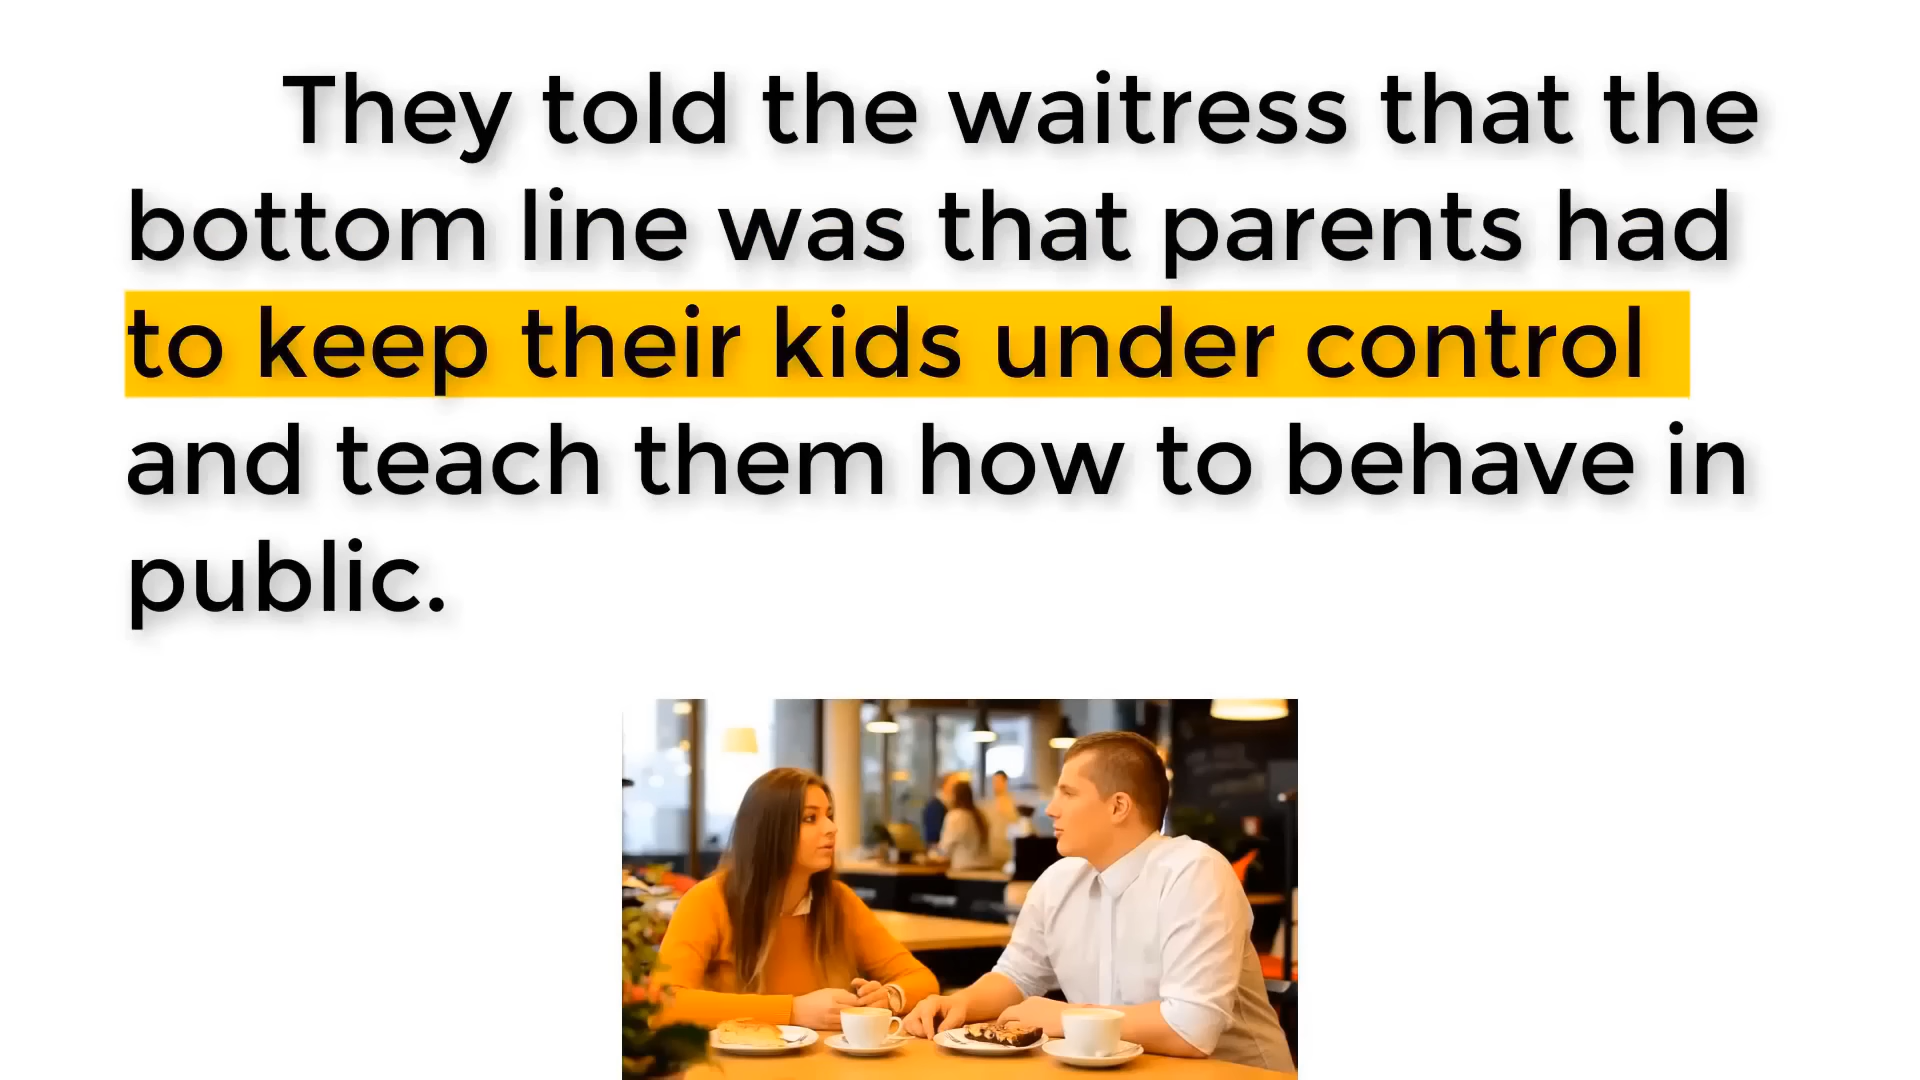 They told the waitress that the
bottom line was that parents had
to keep their kids under control
and teach them how to behave in
public.